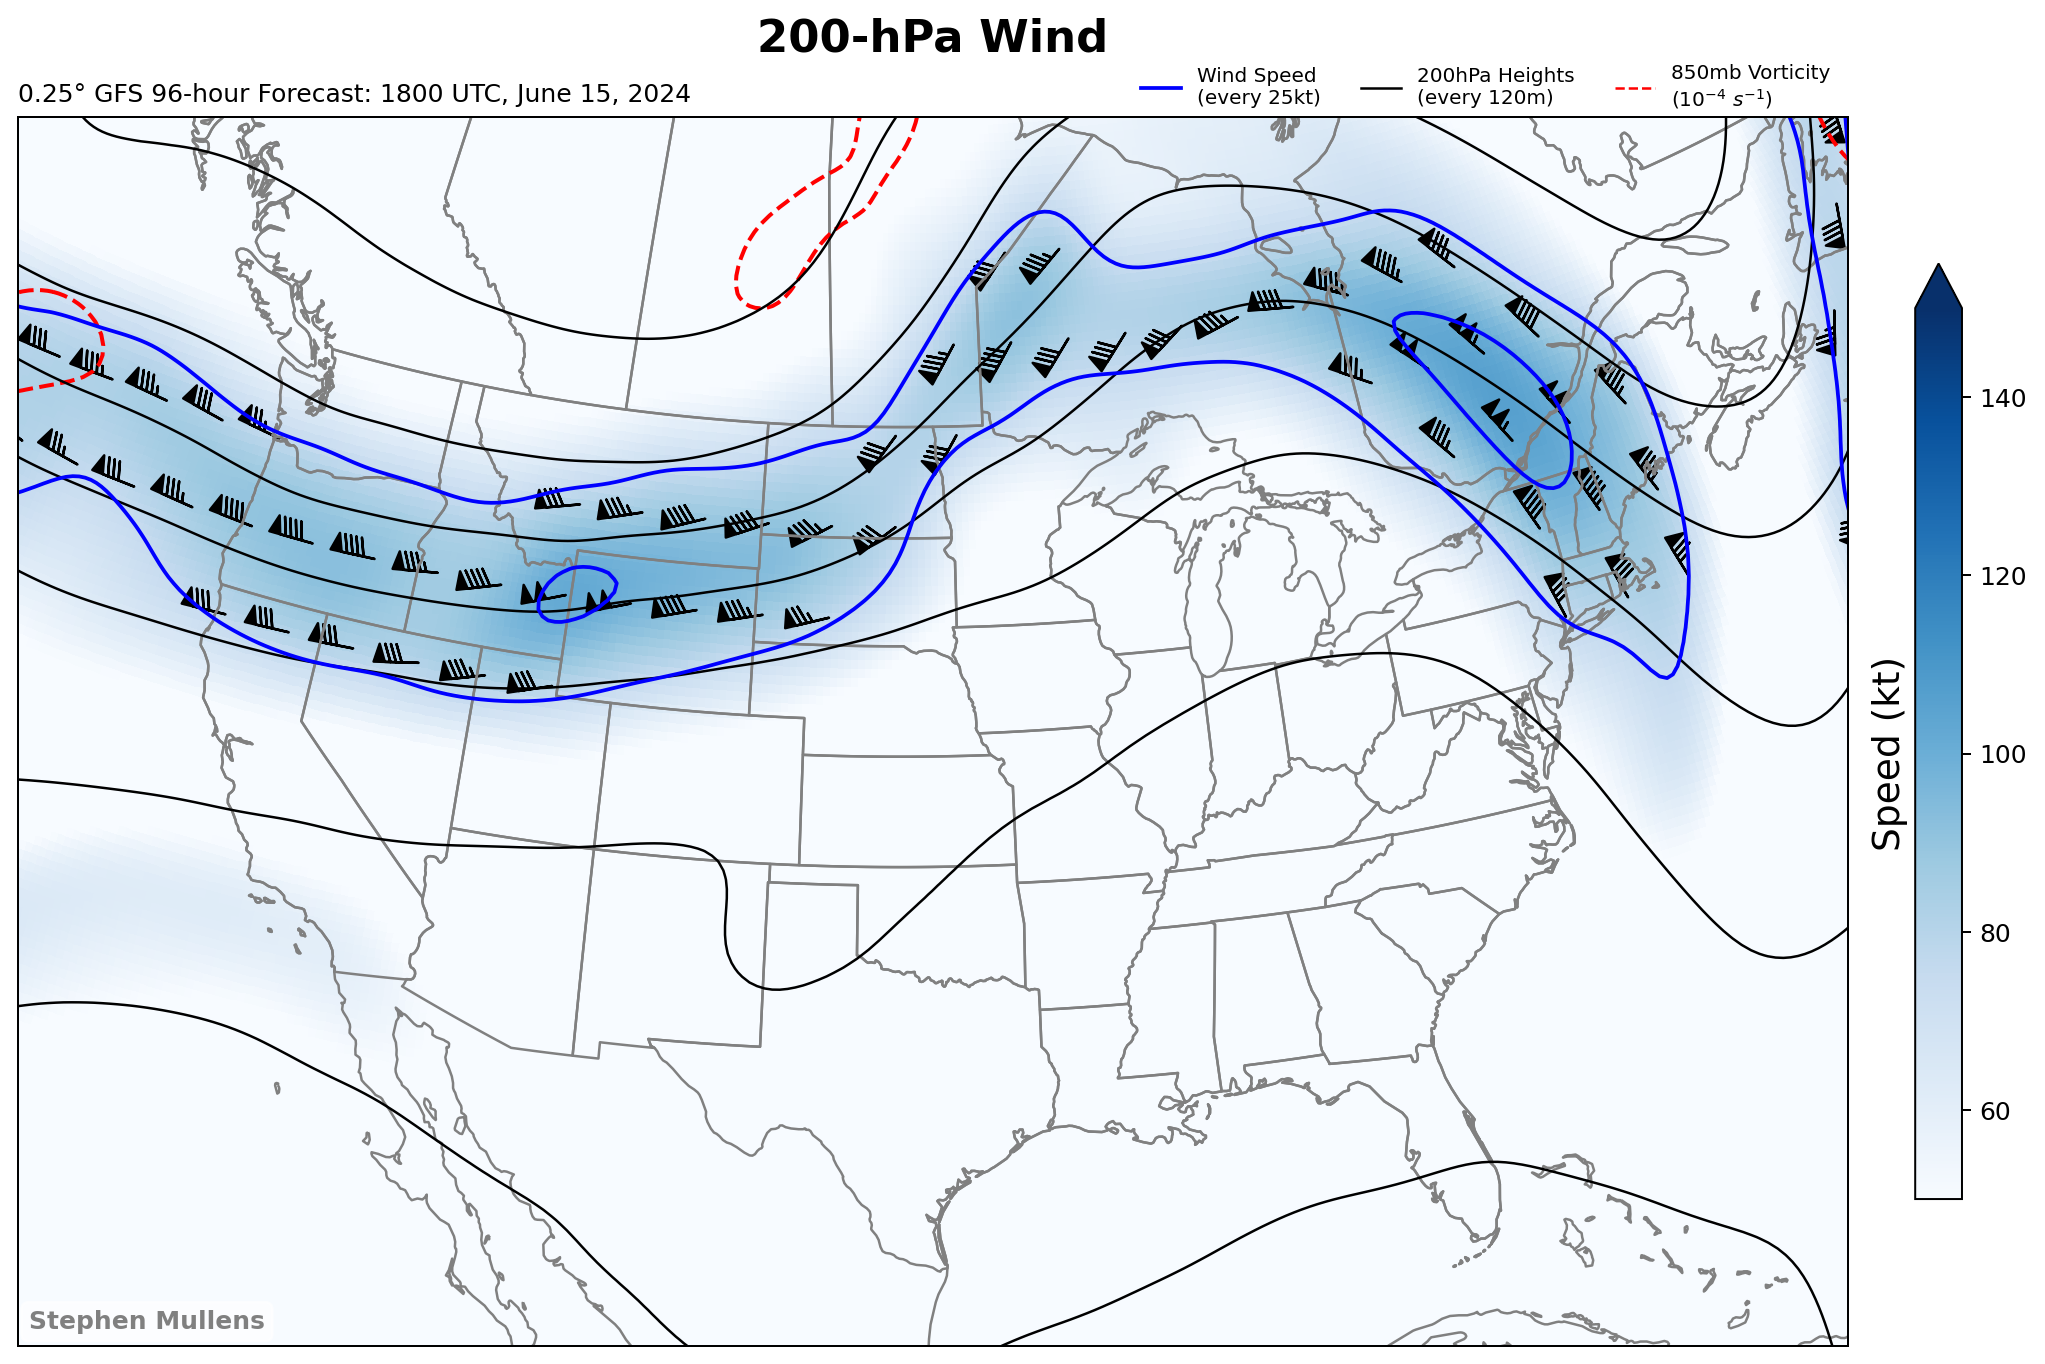 200-hPa Wind
0.25° GFS 96-hour Forecast: 1800 UTC, June 15, 2024
Wind Speed
(every 25kt)
200hPa Heights
(every 120m)
850mb Vorticity
(10⁻⁴ s⁻¹)
140
120
100
80
60
Speed (kt)
Stephen Mullens